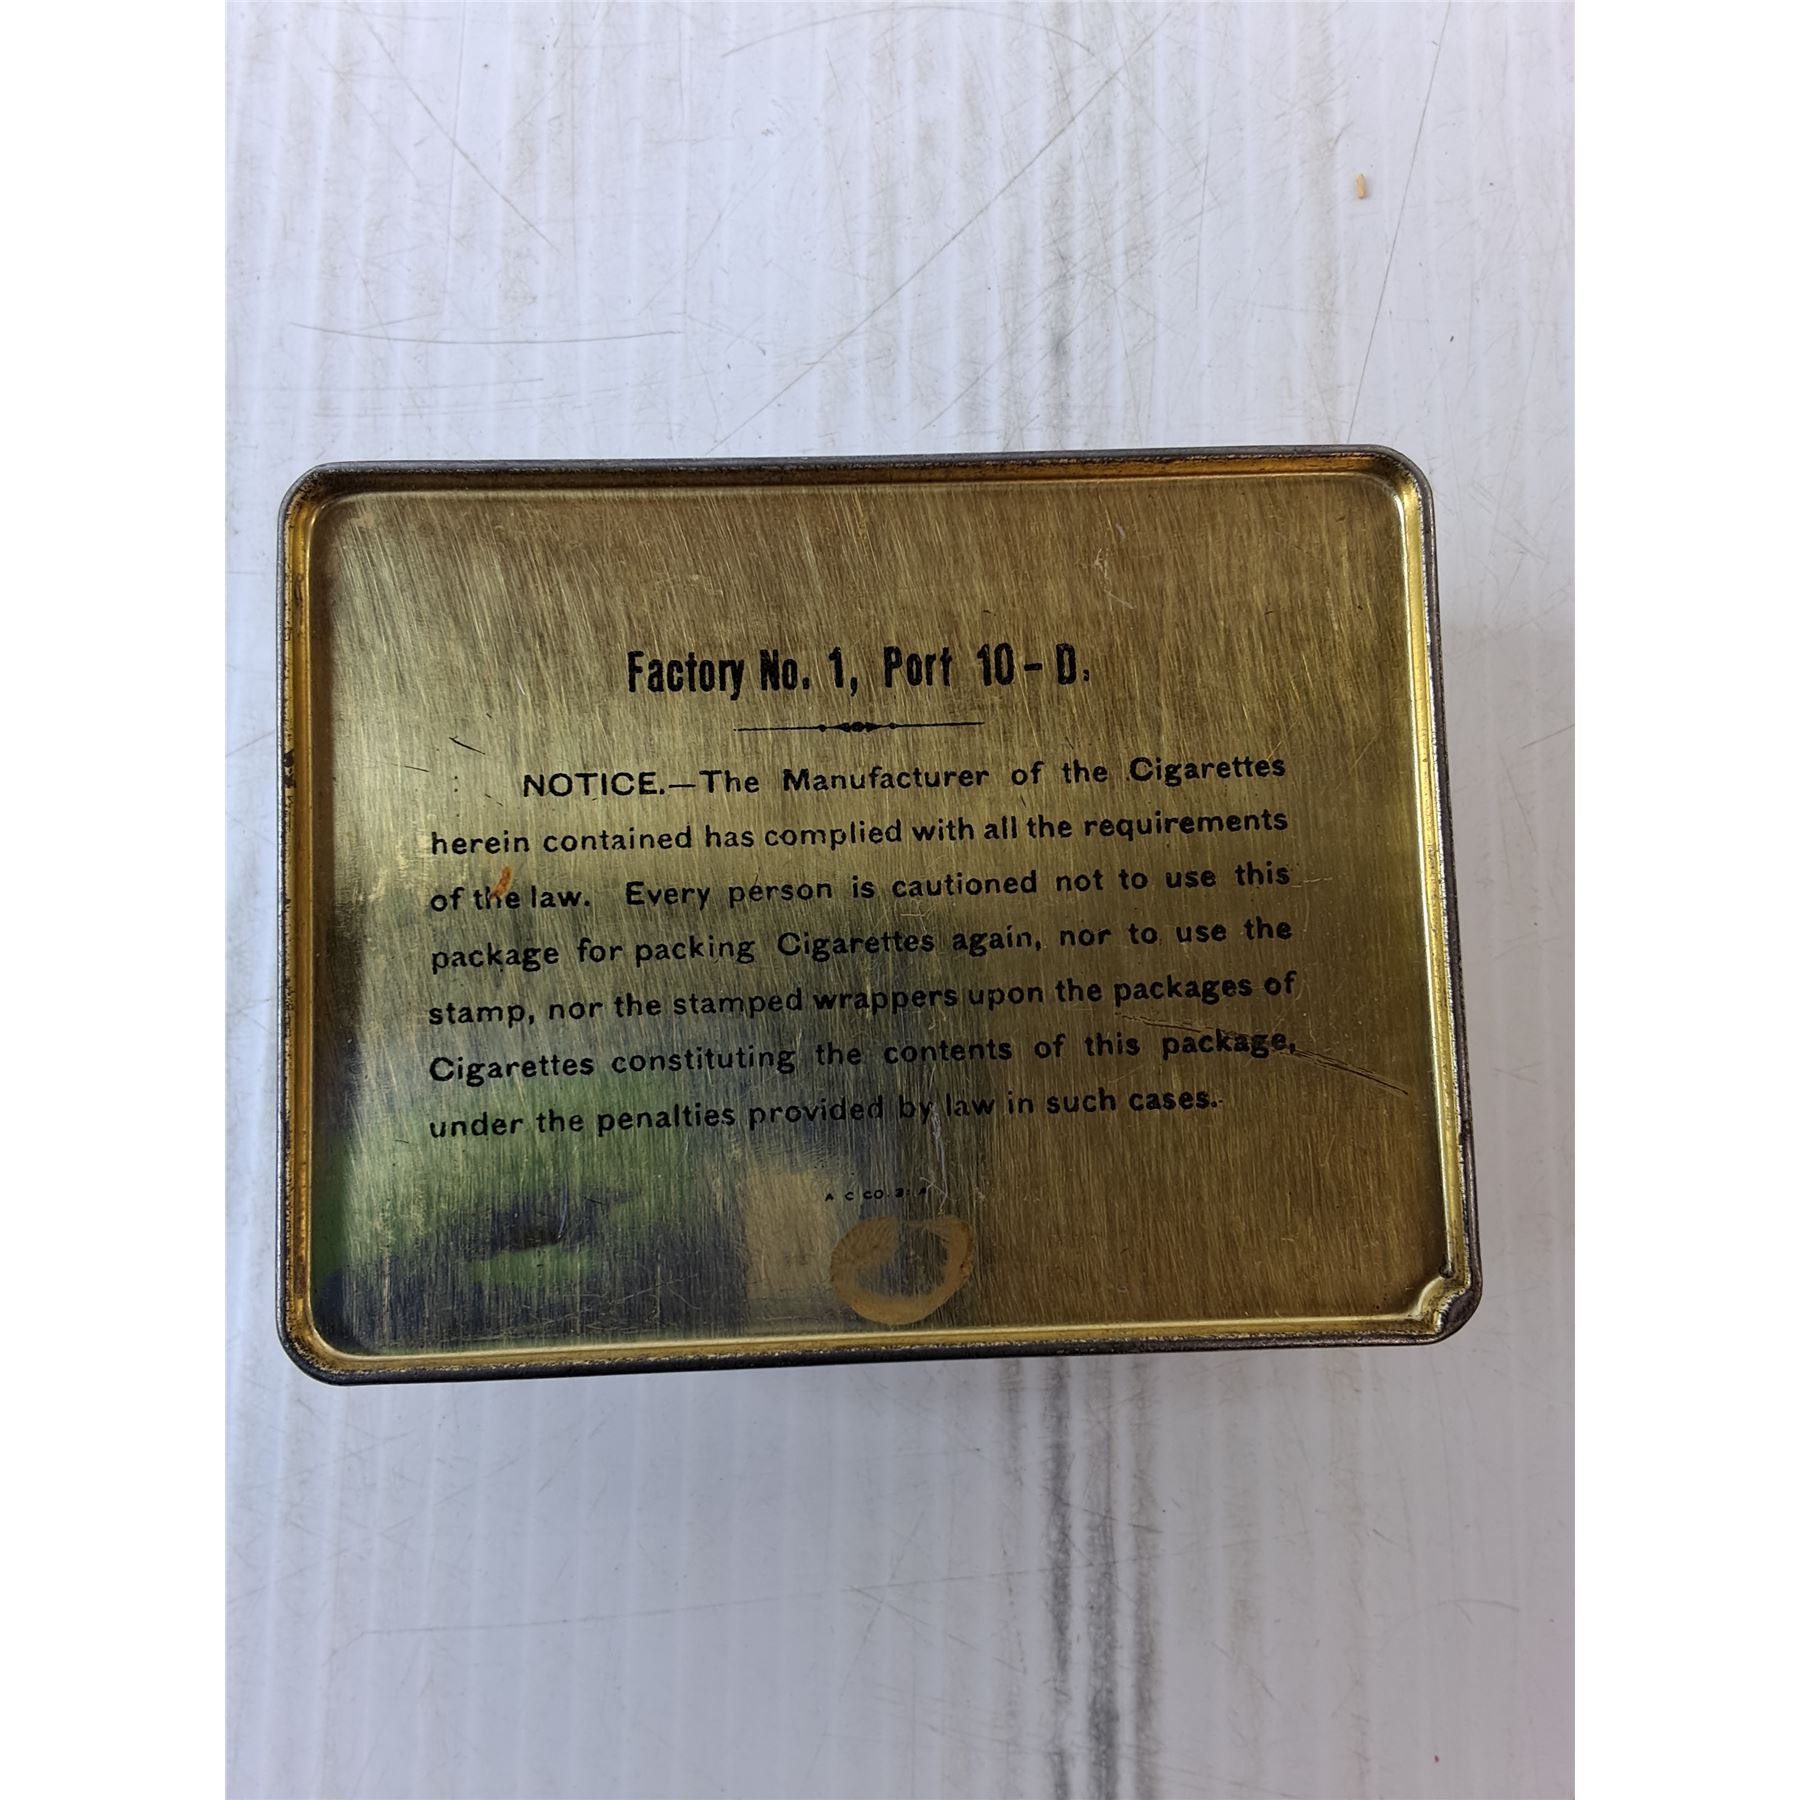 Factory No. 1, Port 10-D.
NOTICE.—The Manufacturer of the Cigarettes
herein contained has complied with all the requirements
of the law. Every person is cautioned not to use this
package for packing Cigarettes again, nor to use the
stamp, nor the stamped wrappers upon the packages of
Cigarettes constituting the contents of this package,
under the penalties provided by law in such cases.
A C CO.